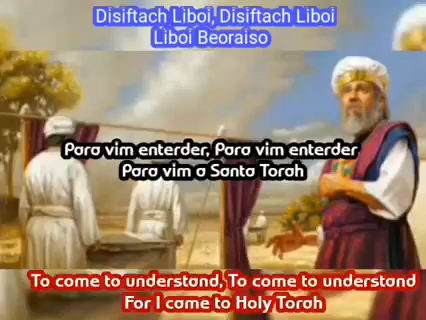 Disiftach Liboi, Disiftach Liboi
Liboi Beoraiso
Para vim enterder, Para vim enterder
Para vim a Santa Torah
To come to understand, To come to understand
For I came to Holy Torah